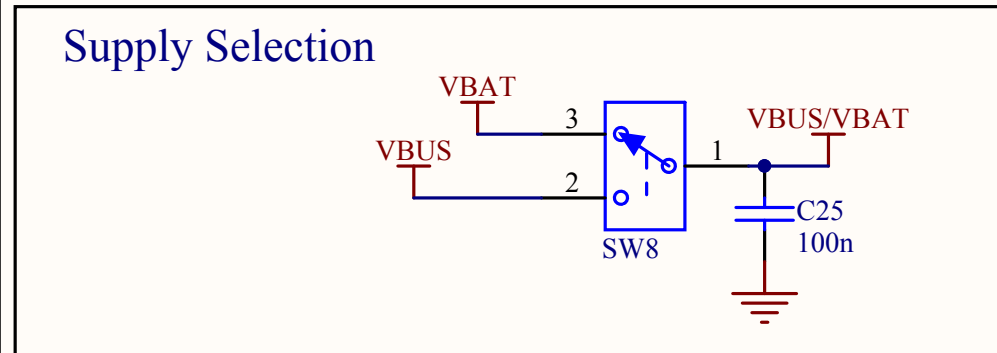 Supply Selection
VBAT
3
VBUS/VBAT
1
VBUS
2
C25
100n
SW8